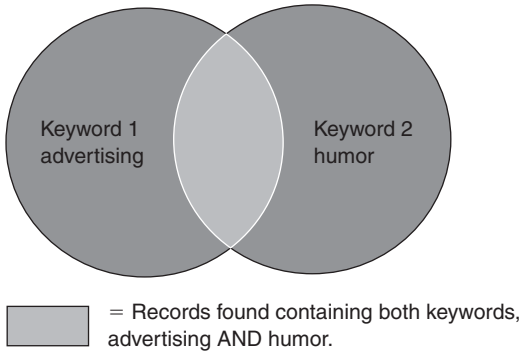 Keyword 1
advertising
Keyword 2
humor
= Records found containing both keywords,
advertising AND humor.